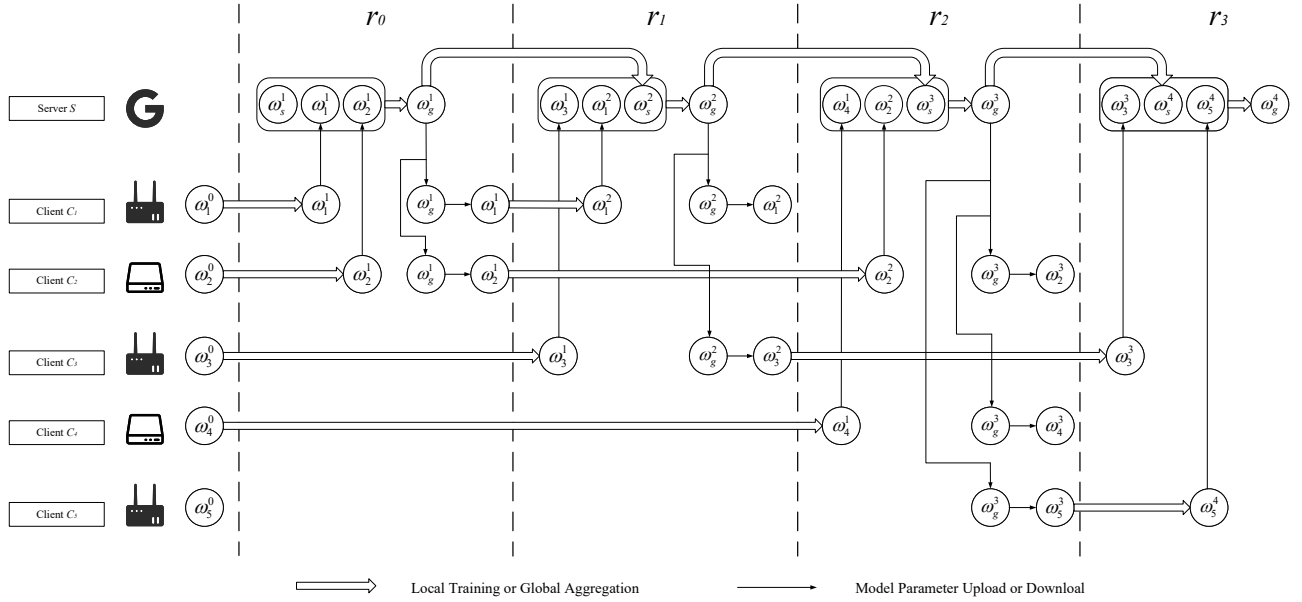 r₀ r₁ r₂ r₃
Server S ω_s^1 ω_1^1 ω_2^1 ω_g^1 ω_3^1 ω_1^2 ω_s^2 ω_g^2 ω_4^1 ω_2^2 ω_s^3 ω_g^3 ω_3^3 ω_s^4 ω_5^4 ω_g^4
Client C₁ ω_1^0 ω_1^1 ω_g^1 ω_1^1 ω_1^2 ω_g^2 ω_1^2
Client C₂ ω_2^0 ω_2^1 ω_g^1 ω_2^1 ω_2^2 ω_g^3 ω_2^3
Client C₃ ω_3^0 ω_3^1 ω_g^2 ω_3^2 ω_3^3
Client C₄ ω_4^0 ω_4^1 ω_g^3 ω_4^3
Client C₅ ω_5^0 ω_g^3 ω_5^3 ω_5^4
Local Training or Global Aggregation
Model Parameter Upload or Downloal